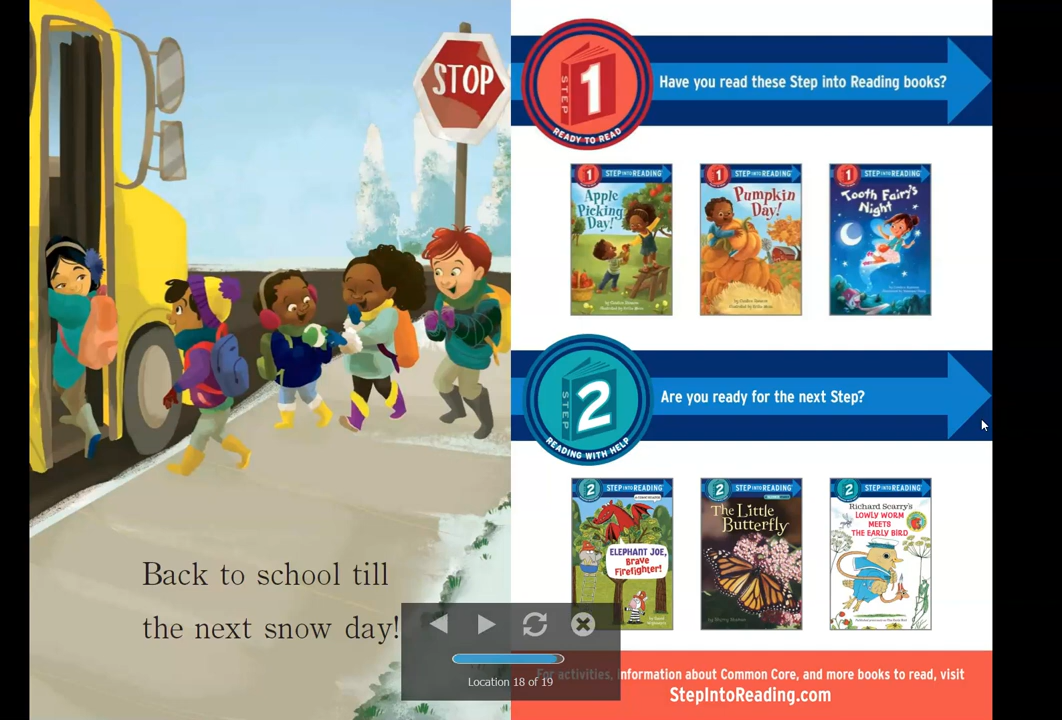 STOP
Back to school till
the next snow day!
STEP 1
READY TO READ
Have you read these Step into Reading books?
1 STEP INTO READING
Apple
Picking
Day!
1 STEP INTO READING
Pumpkin
Day!
1 STEP INTO READING
Tooth Fairy's
Night
STEP 2
READING WITH HELP
Are you ready for the next Step?
2 STEP INTO READING
ELEPHANT JOE,
Brave
Firefighter!
2 STEP INTO READING
The Little
Butterfly
2 STEP INTO READING
Richard Scarry's
LOWLY WORM
MEETS
THE EARLY BIRD
For activities, information about Common Core, and more books to read, visit
StepIntoReading.com
Location 18 of 19